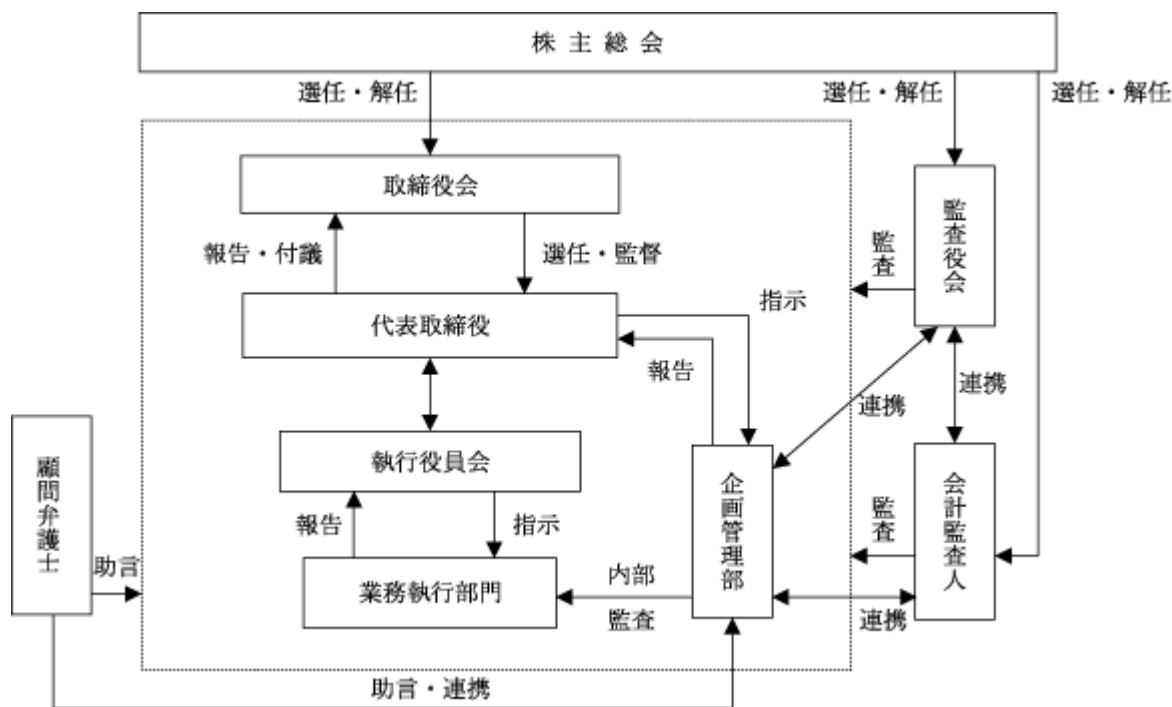 株主総会
選任・解任
選任・解任
選任・解任
取締役会
監査役会
報告・付議
選任・監督
監査
指示
代表取締役
報告
連携
連携
顧問弁護士
執行役員会
企画管理部
会計監査人
報告
指示
監査
助言
業務執行部門
内部
監査
連携
助言・連携